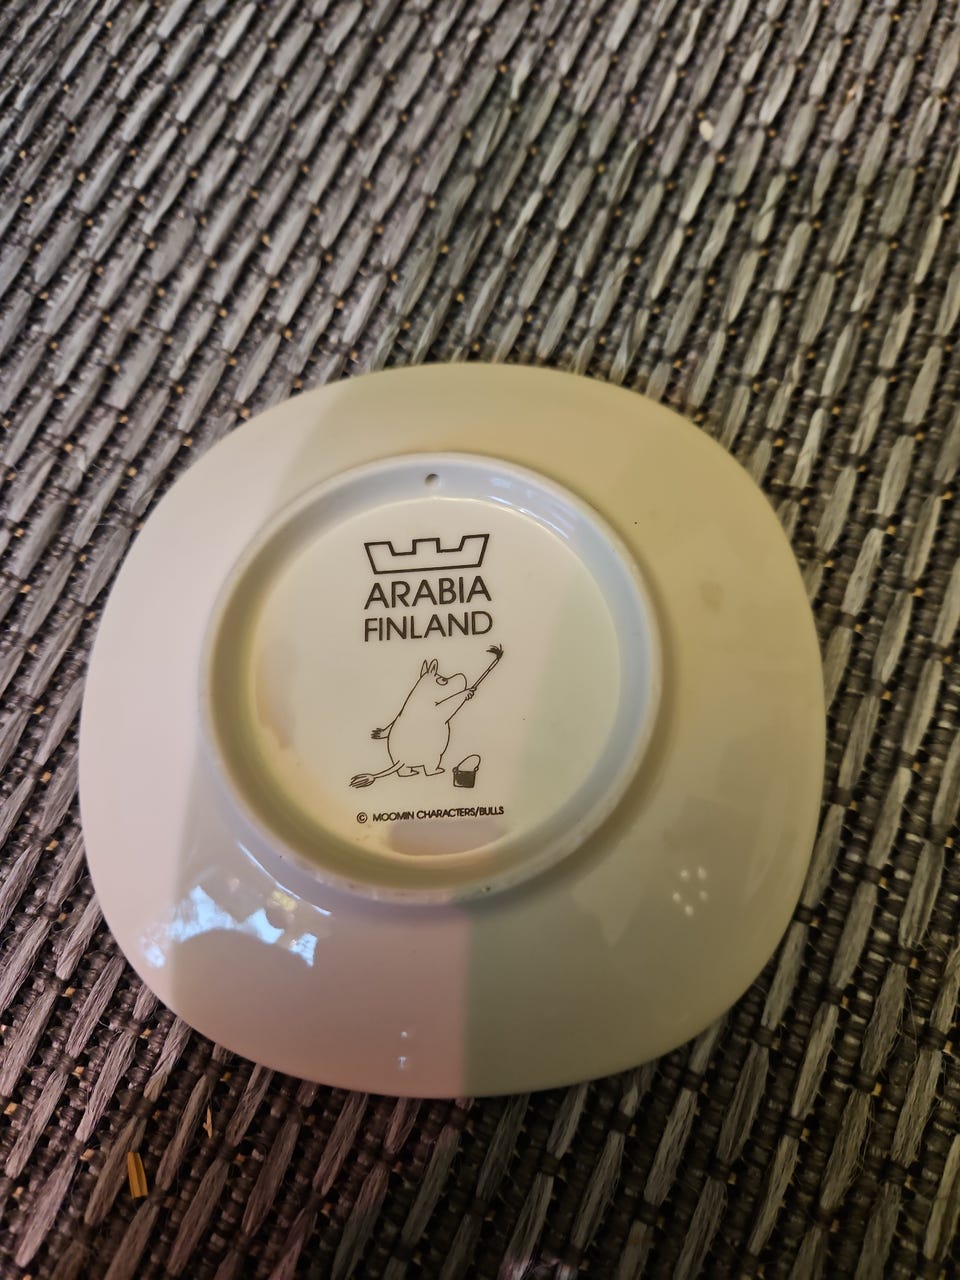 ARABIA
FINLAND
© MOOMIN CHARACTERS/BULLS